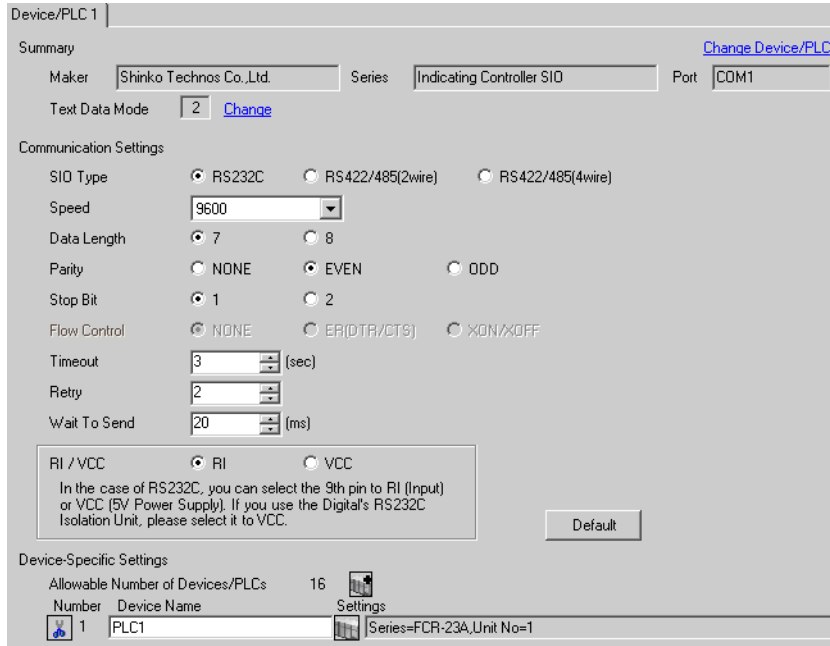 Device/PLC 1
Summary Change Device/PLC
Maker Shinko Technos Co.,Ltd. Series Indicating Controller SIO Port COM1
Text Data Mode 2 Change
Communication Settings
SIO Type RS232C RS422/485(2wire) RS422/485(4wire)
Speed 9600
Data Length 7 8
Parity NONE EVEN ODD
Stop Bit 1 2
Flow Control NONE ER(DTR/CTS) XON/XOFF
Timeout 3 (sec)
Retry 2
Wait To Send 20 (ms)
RI / VCC RI VCC
In the case of RS232C, you can select the 9th pin to RI (Input)
or VCC (5V Power Supply). If you use the Digital's RS232C
Isolation Unit, please select it to VCC.
Default
Device-Specific Settings
Allowable Number of Devices/PLCs 16
Number Device Name Settings
1 PLC1 Series=FCR-23A,Unit No=1